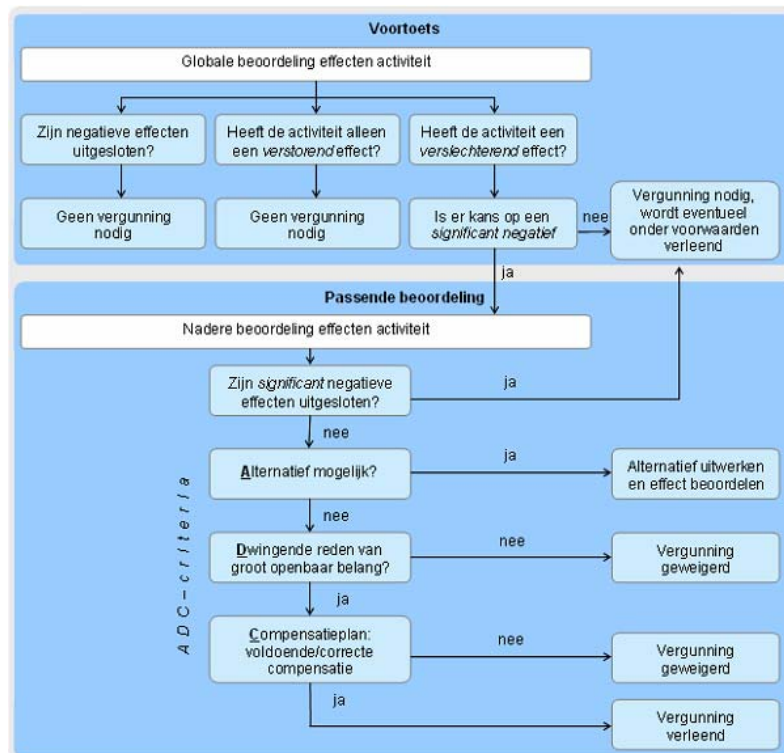 Voortoets
Globale beoordeling effecten activiteit
Zijn negatieve effecten
uitgesloten?
Heeft de activiteit alleen
een verstorend effect?
Heeft de activiteit een
verslechterend effect?
Geen vergunning
nodig
Geen vergunning
nodig
Is er kans op een
significant negatief
nee
Vergunning nodig,
wordt eventueel
onder voorwaarden
verleend
ja
Passende beoordeling
Nadere beoordeling effecten activiteit
Zijn significant negatieve
effecten uitgesloten?
ja
nee
Alternatief mogelijk?
ja
Alternatief uitwerken
en effect beoordelen
nee
Dwingende reden van
groot openbaar belang?
nee
Vergunning
geweigerd
ja
Compensatieplan:
voldoende/correcte
compensatie
nee
Vergunning
geweigerd
ja
Vergunning
verleend
ADC-criteria